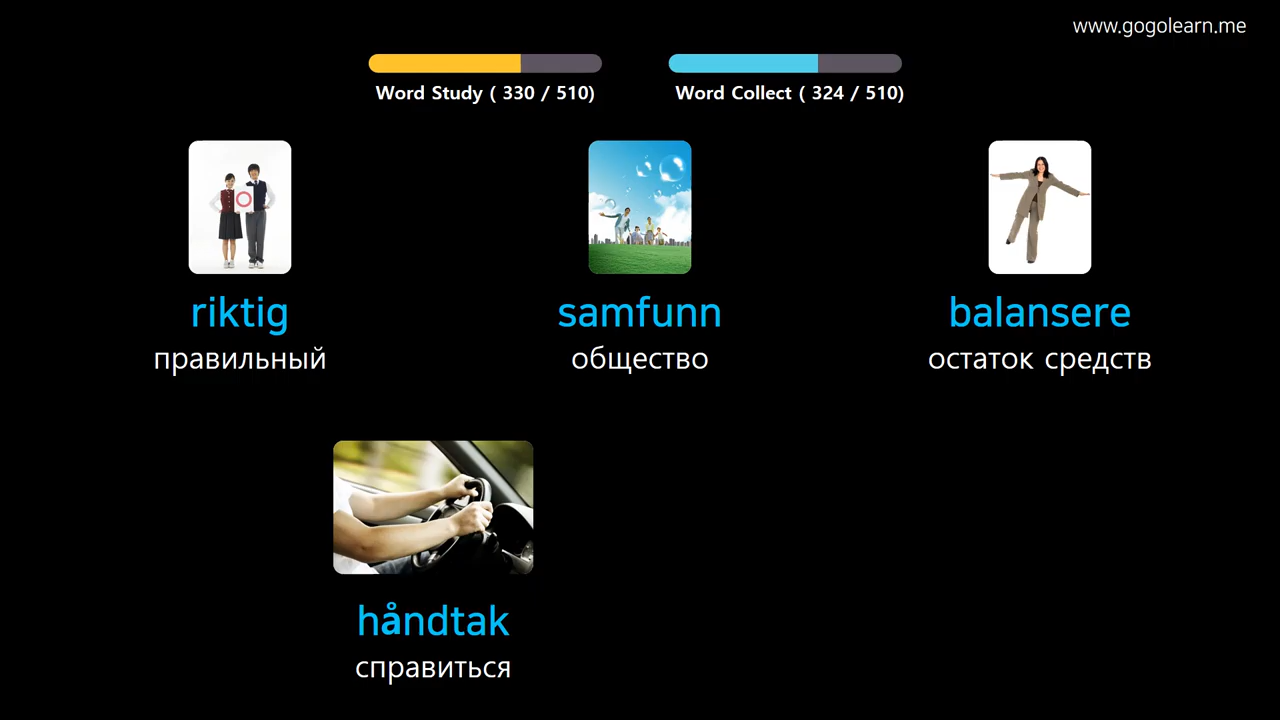 www.gogolearn.me
Word Study ( 330 / 510)
Word Collect ( 324 / 510)
riktig
правильный
samfunn
общество
balansere
остаток средств
håndtak
справиться